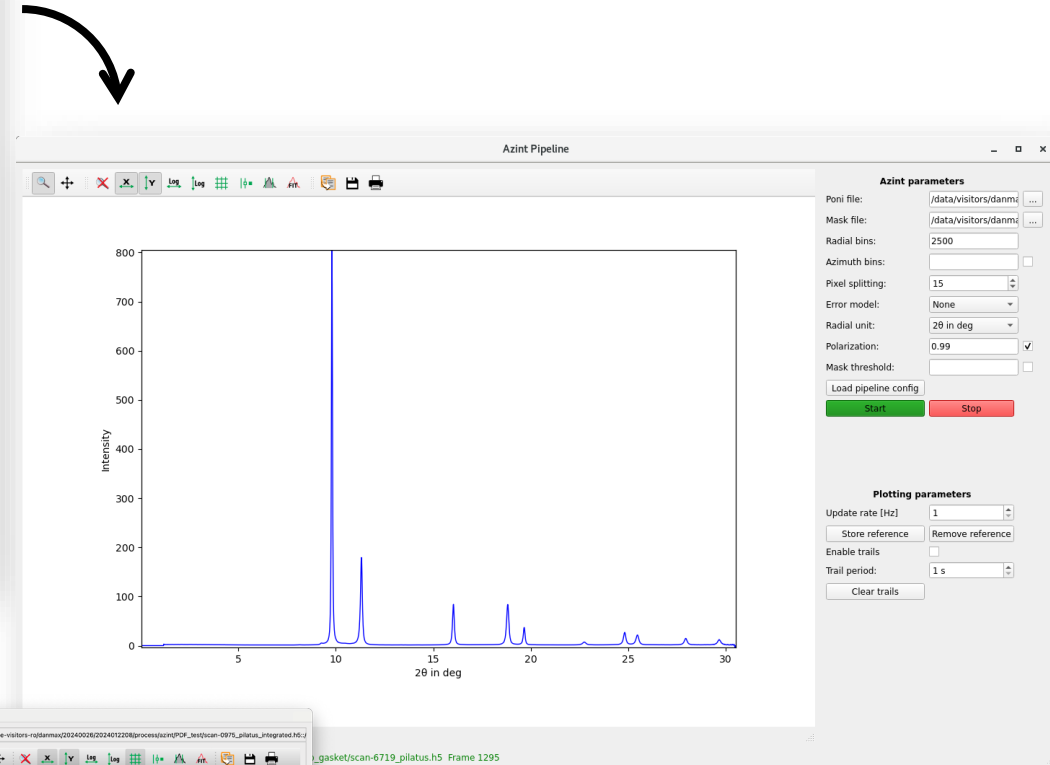 Azint Pipeline
Log
Log
FIT
Azint parameters
Poni file: /data/visitors/danma ...
Mask file: /data/visitors/danma ...
Radial bins: 2500
Azimuth bins:
Pixel splitting: 15
Error model: None
Radial unit: 2θ in deg
Polarization: 0.99
Mask threshold:
Load pipeline config
Start Stop
Plotting parameters
Update rate [Hz] 1
Store reference Remove reference
Enable trails
Trail period: 1 s
Clear trails
800
700
600
500
400
300
200
100
0
Intensity
5 10 15 20 25 30
2θ in deg
e-visitors-ro/danmax/20240026/2024012208/process/azint/PDF_test/scan-0975_pilatus_integrated.h5::/
_gasket/scan-6719_pilatus.h5 Frame 1295